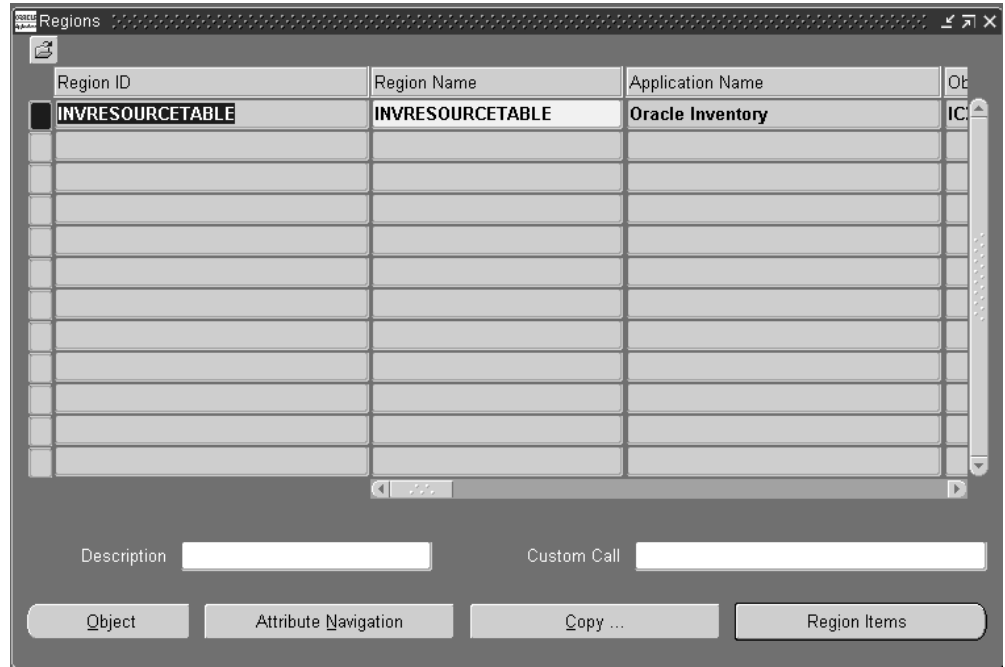 Regions
Region ID Region Name Application Name Ob
INVRESOURCETABLE INVRESOURCETABLE Oracle Inventory
Description Custom Call
Object Attribute Navigation Copy ... Region Items